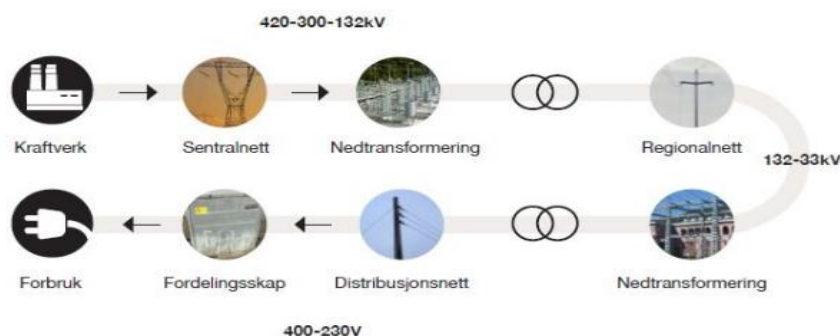 420-300-132kV
Kraftverk
Sentralnett
Nedtransformering
Regionalnett
132-33kV
Forbruk
Fordelingsskap
Distribusjonsnett
Nedtransformering
400-230V